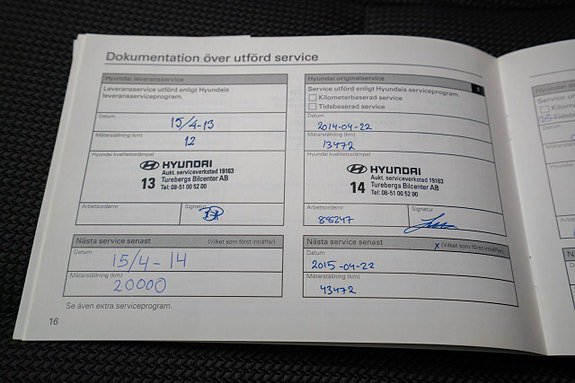 Dokumentation över utförd service
Hyundai leveransservice
Leveransservice utförd enligt Hyundais
leveransserviceprogram.
Datum
15/4-13
Mätarställning (km)
12
Hyundai kvalitetsstämpel
HYUNDAI
Aukt. serviceverkstad 19163
13 Turebergs Bilcenter AB
Tel: 08-51 00 52 00
Arbetsordernr
Signatur
Nästa service senast (Vilket som först inträffar)
Datum
15/4-14
Mätarställning (km)
20000
Se även extra serviceprogram.
16
Hyundai originalservice
Service utförd enligt Hyundais serviceprogram.
Kilometerbaserad service
Tidsbaserad service
Datum
2014-04-22
Mätarställning (km)
13472
Hyundai kvalitetsstämpel
HYUNDAI
Aukt. serviceverkstad 19163
14 Turebergs Bilcenter AB
Tel: 08-51 00 52 00
Arbetsordernr
88247
Signatur
Nästa service senast x (Vilket som först inträffar)
Datum
2015-04-22
Mätarställning (km)
43472